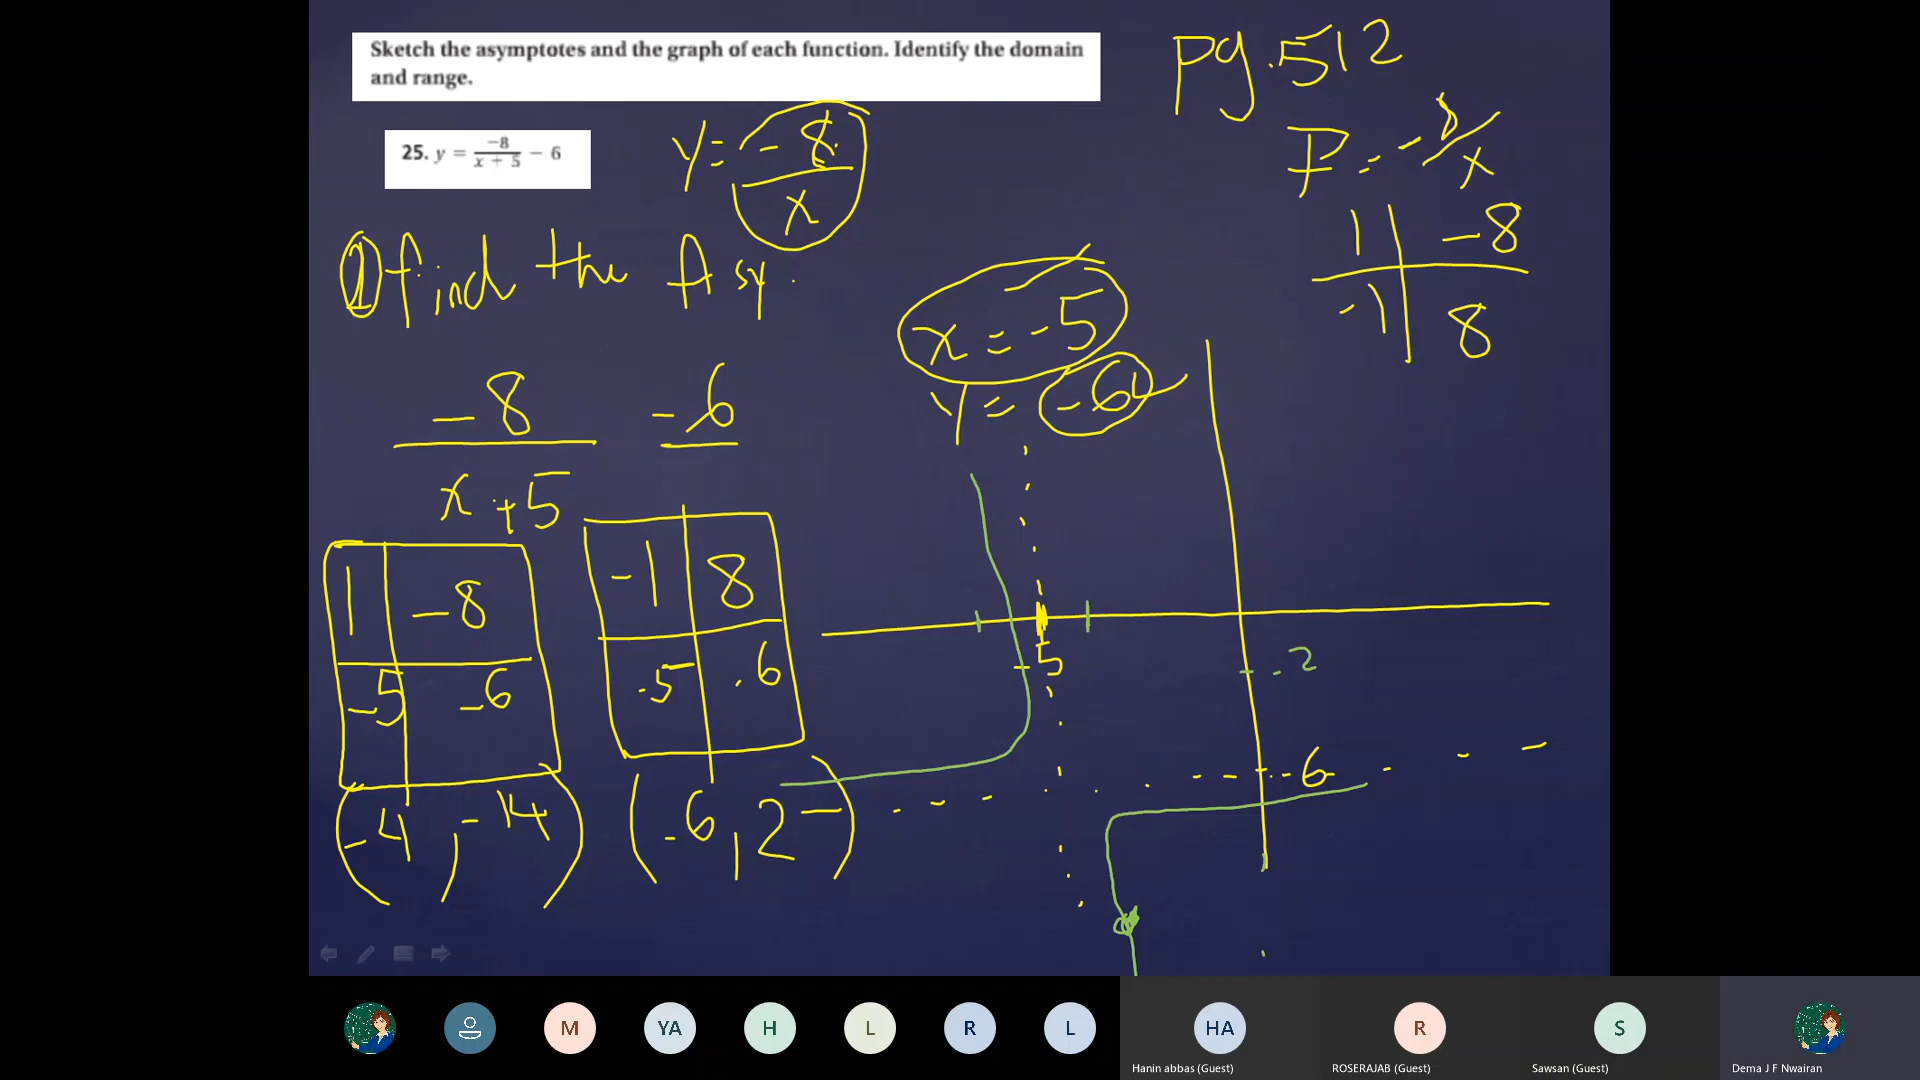 Sketch the asymptotes and the graph of each function. Identify the domain
and range.
pg.512
25. y = -8/(x + 5) - 6
y = -8/x
P = -8/x
1 | -8
-1 | 8
① find the Asy.
x = -5
y = -6
-8/(x+5) -6
1 | -8
-5 | -6
-1 | 8
-5 | -6
(-4, -14)
(-6, 2)
-5
-2
-6
M
YA
H
L
R
L
HA
R
S
Hanin abbas (Guest)
ROSERAJAB (Guest)
Sawsan (Guest)
Dema J F Nwairan